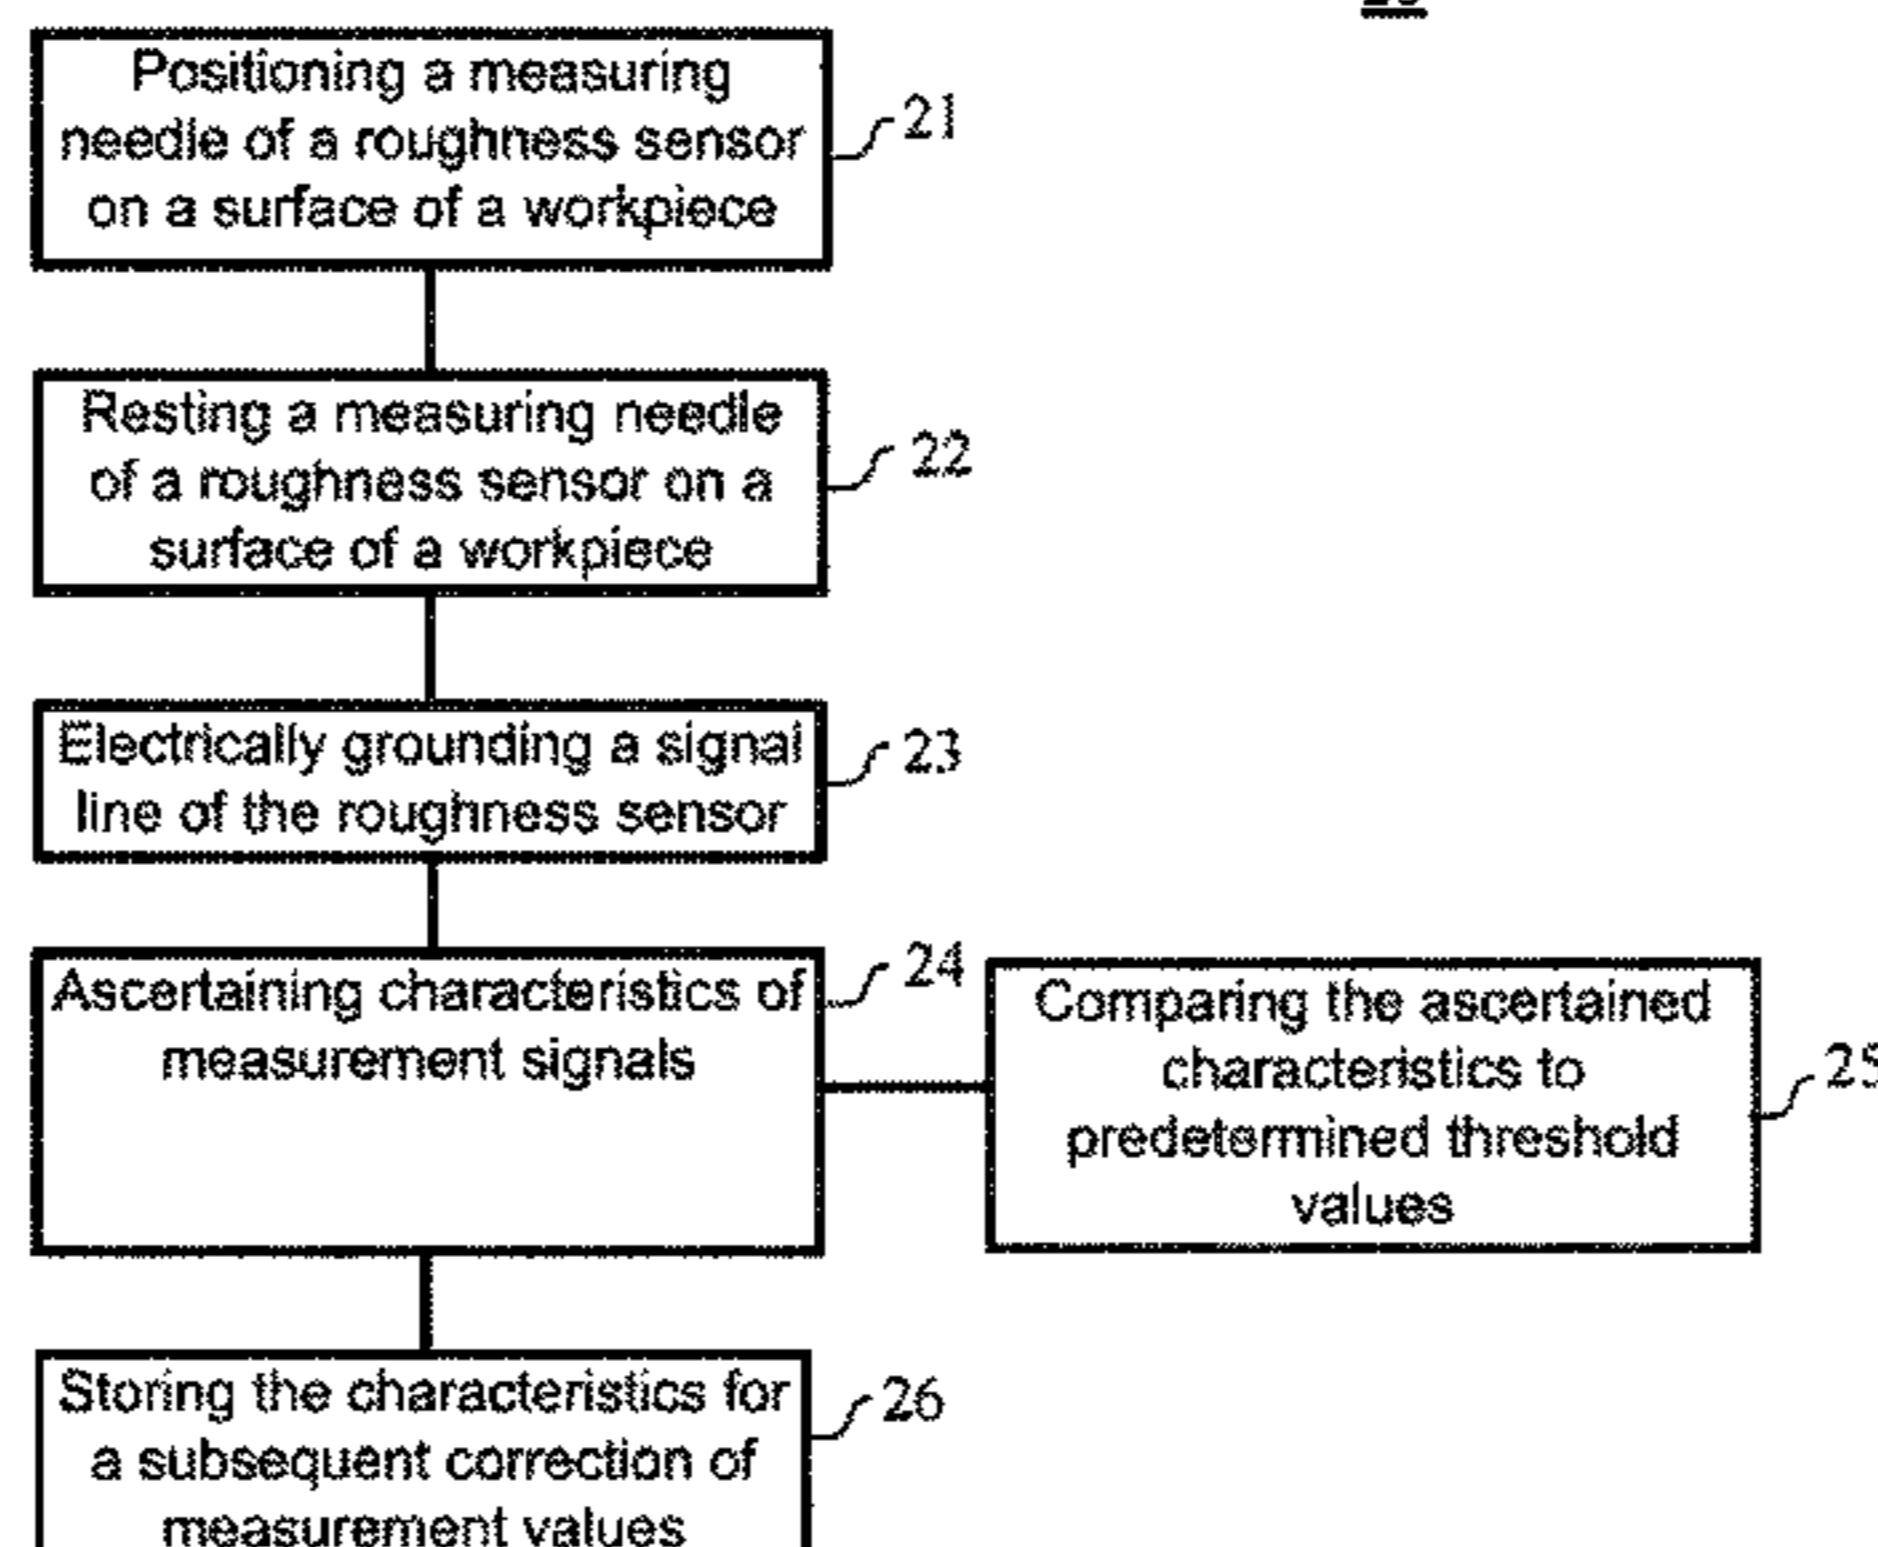 Positioning a measuring
needle of a roughness sensor
on a surface of a workpiece
21
Resting a measuring needle
of a roughness sensor on a
surface of a workpiece
22
Electrically grounding a signal
line of the roughness sensor
23
Ascertaining characteristics of
measurement signals
24
Comparing the ascertained
characteristics to
predetermined threshold
values
25
Storing the characteristics for
a subsequent correction of
measurement values
26